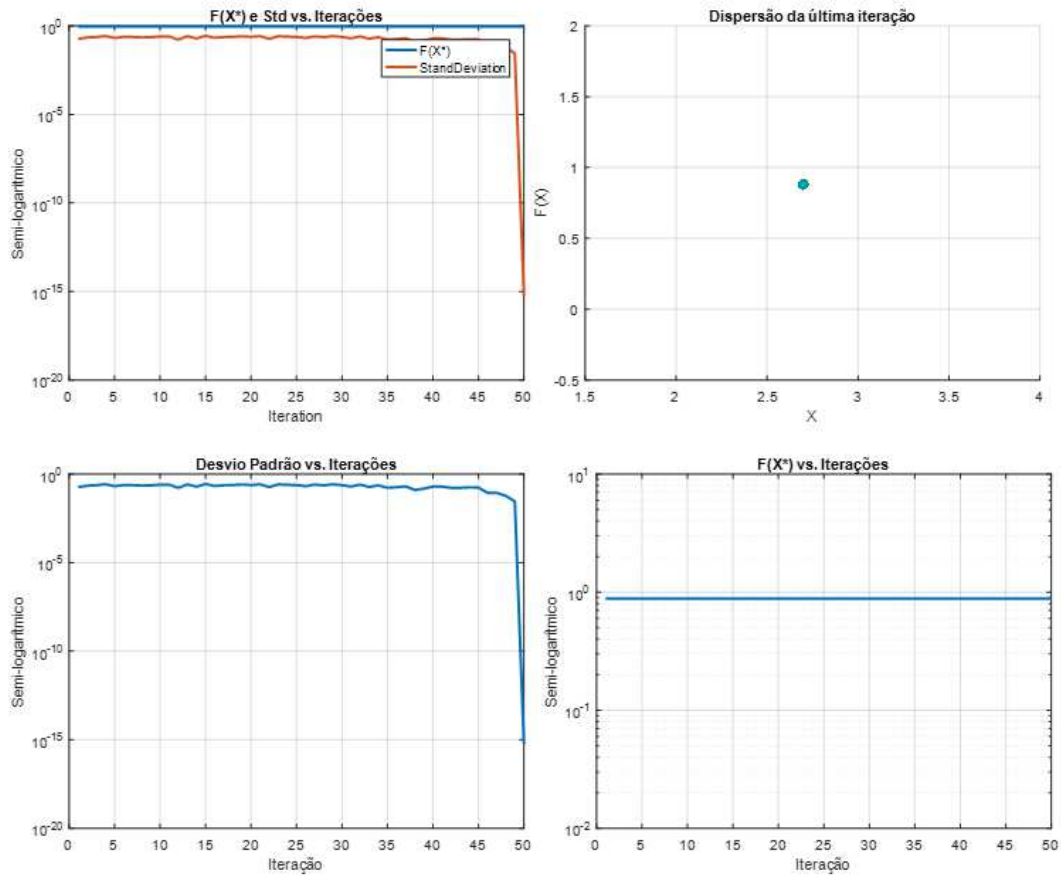 F(X*) e Std vs. Iterações
10^0
10^-5
10^-10
10^-15
10^-20
Semi-logarítmico
F(X*)
StandDeviation
0 5 10 15 20 25 30 35 40 45 50
Iteration
Dispersão da última iteração
2
1.5
1
0.5
0
-0.5
F(X)
1.5 2 2.5 3 3.5 4
X
Desvio Padrão vs. Iterações
10^0
10^-5
10^-10
10^-15
10^-20
Semi-logarítmico
0 5 10 15 20 25 30 35 40 45 50
Iteração
F(X*) vs. Iterações
10^1
10^0
10^-1
10^-2
Semi-logarítmico
0 5 10 15 20 25 30 35 40 45 50
Iteração